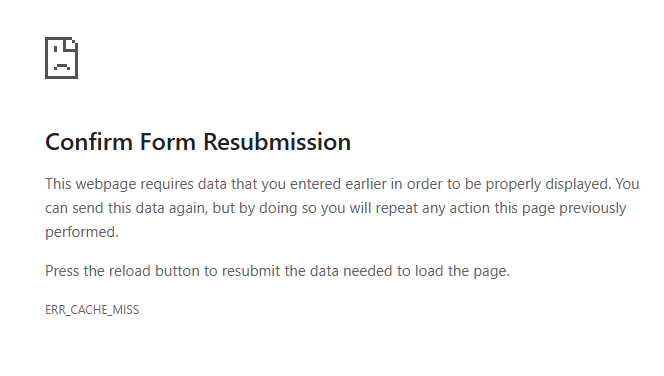 Confirm Form Resubmission
This webpage requires data that you entered earlier in order to be properly displayed. You
can send this data again, but by doing so you will repeat any action this page previously
performed.
Press the reload button to resubmit the data needed to load the page.
ERR_CACHE_MISS